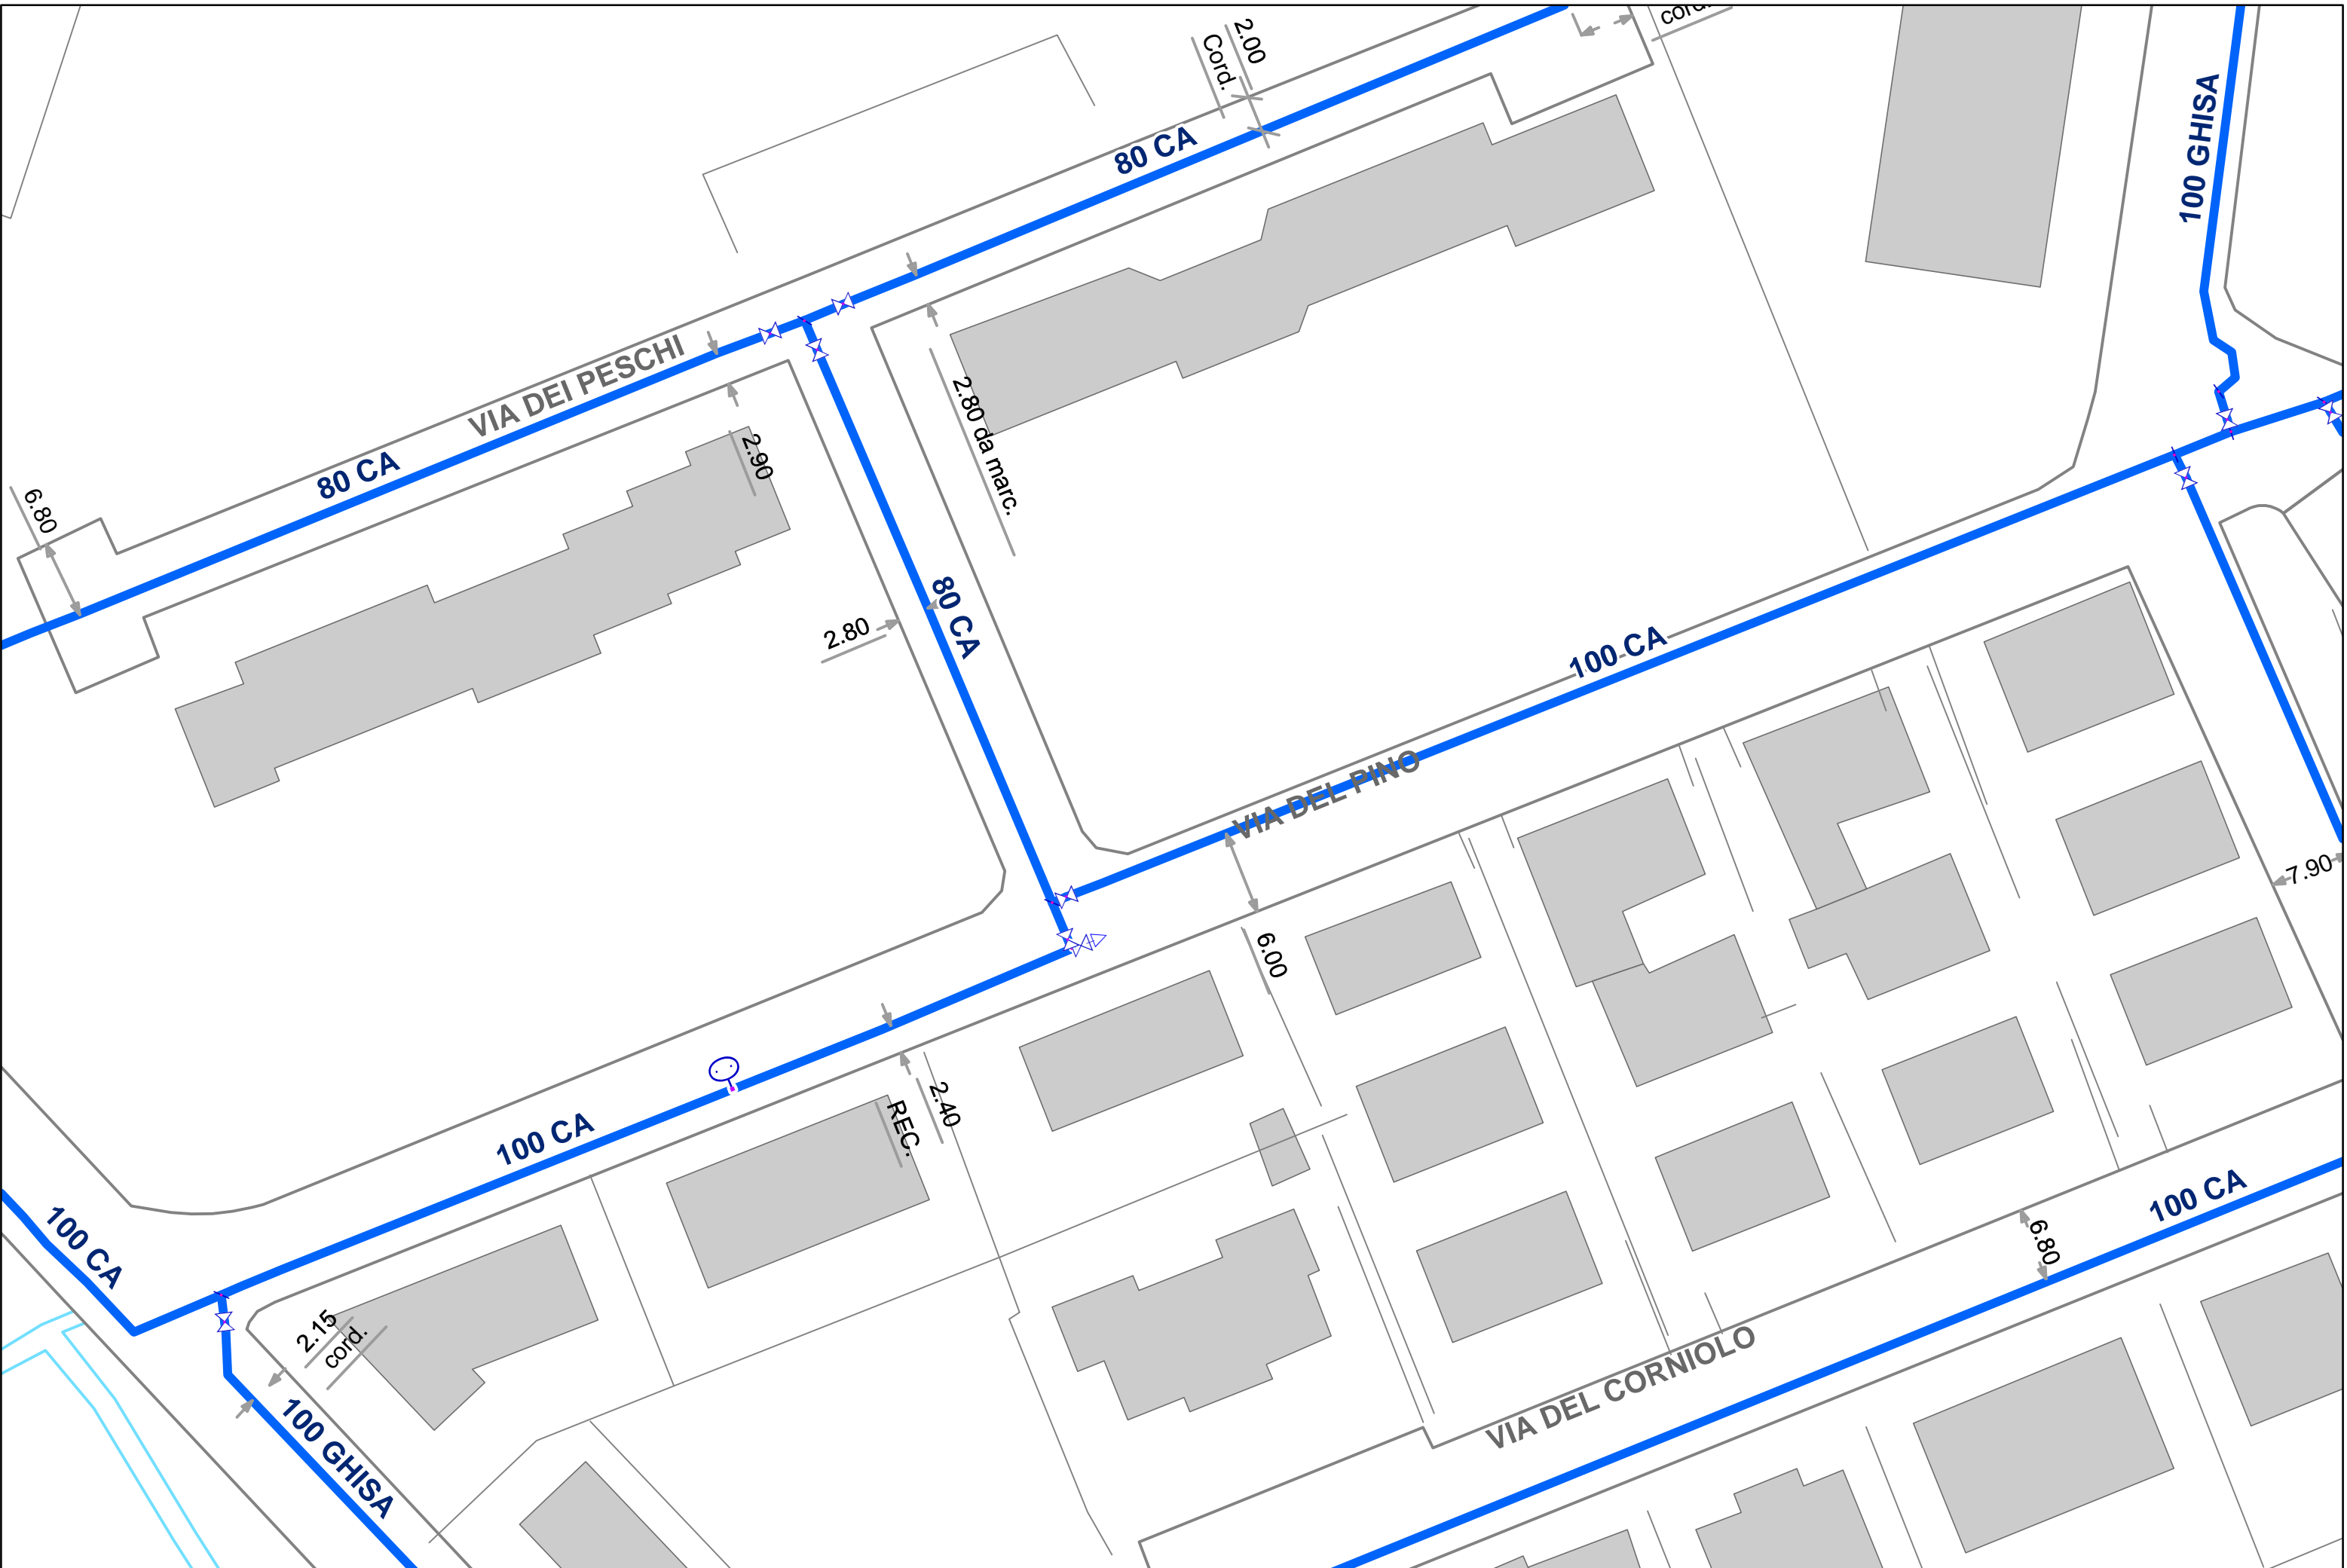 cord.
2.00
Cord.
80 CA
100 GHISA
VIA DEI PESCHI
80 CA
6.80
2.90
2.80 da marc.
80 CA
2.80
100 CA
VIA DEL PINO
7.90
6.00
2.40
REC.
100 CA
100 CA
100 CA
6.80
2.15
cord.
VIA DEL CORNIOLO
100 GHISA